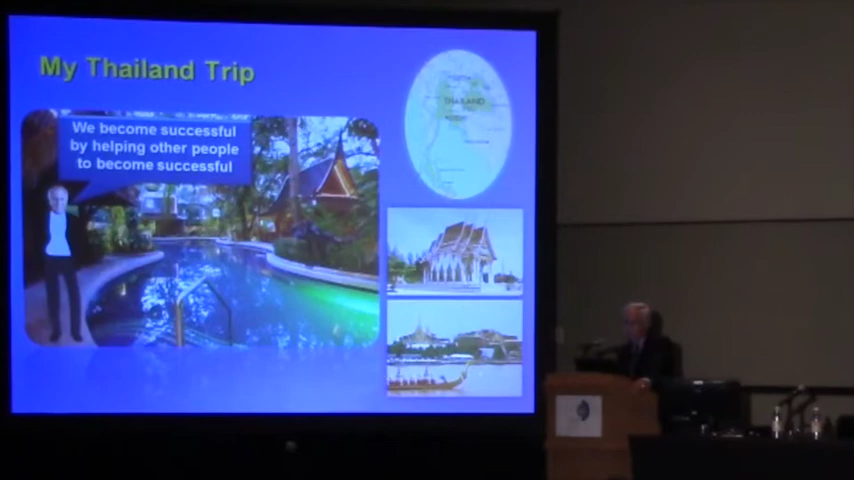 My Thailand Trip
We become successful
by helping other people
to become successful
THAILAND